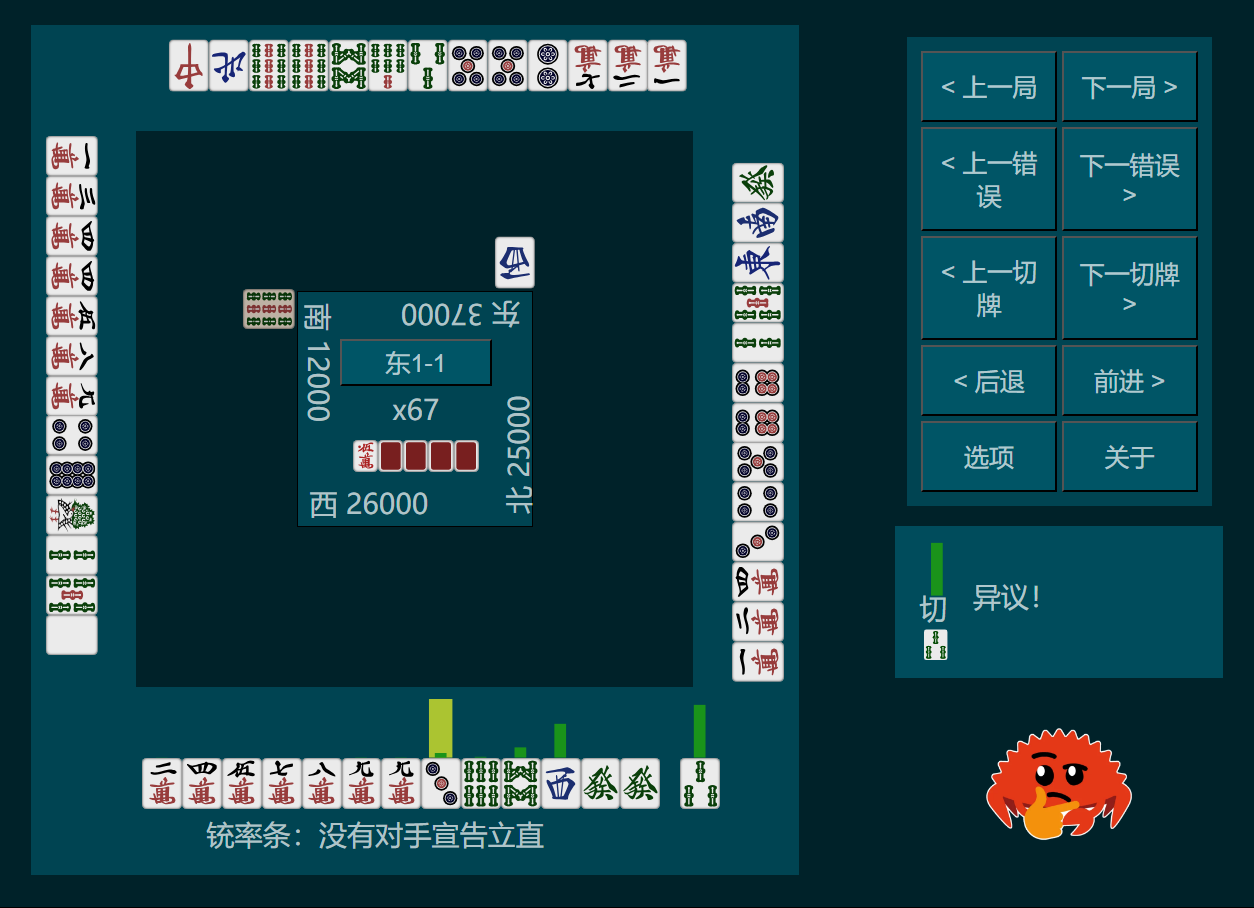 < 上一局
下一局 >
< 上一错
误
下一错误
>
< 上一切
牌
下一切牌
>
< 后退
前进 >
选项
关于
东 37000
南 12000
东1-1
x67
北 25000
西 26000
切
异议!
铳率条：没有对手宣告立直